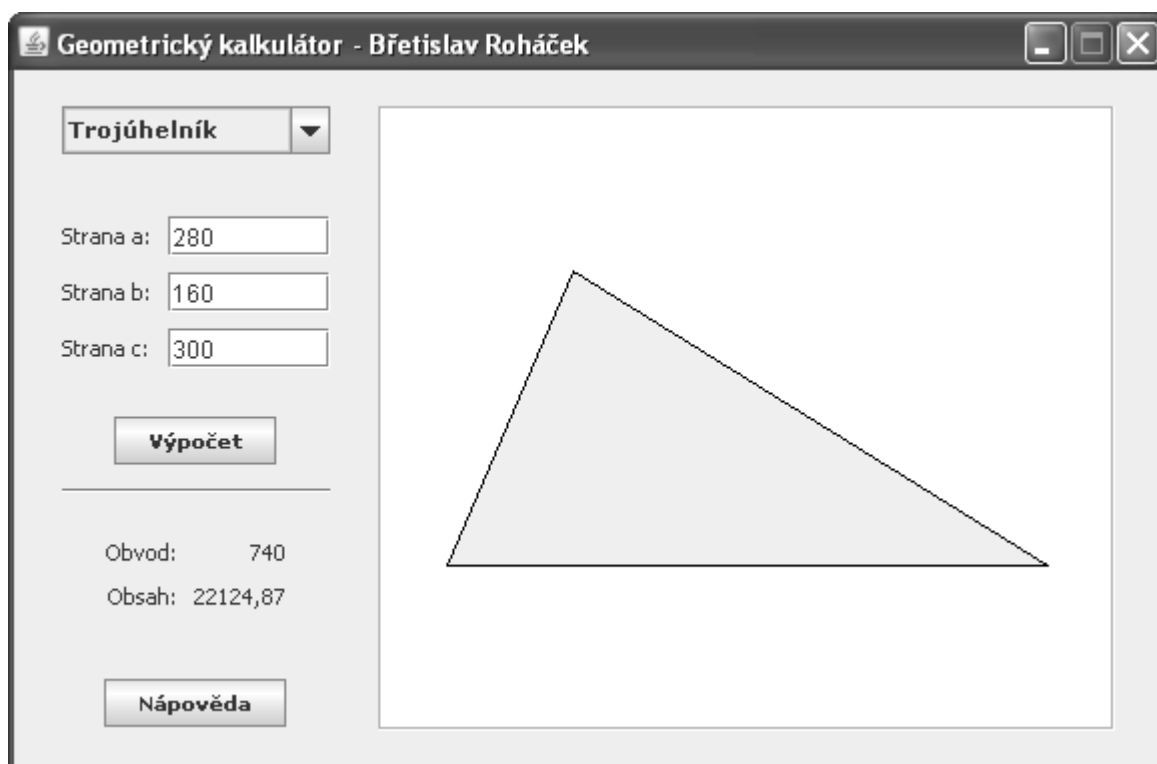 Geometrický kalkulátor - Břetislav Roháček
Trojúhelník
Strana a: 280
Strana b: 160
Strana c: 300
Výpočet
Obvod: 740
Obsah: 22124,87
Nápověda